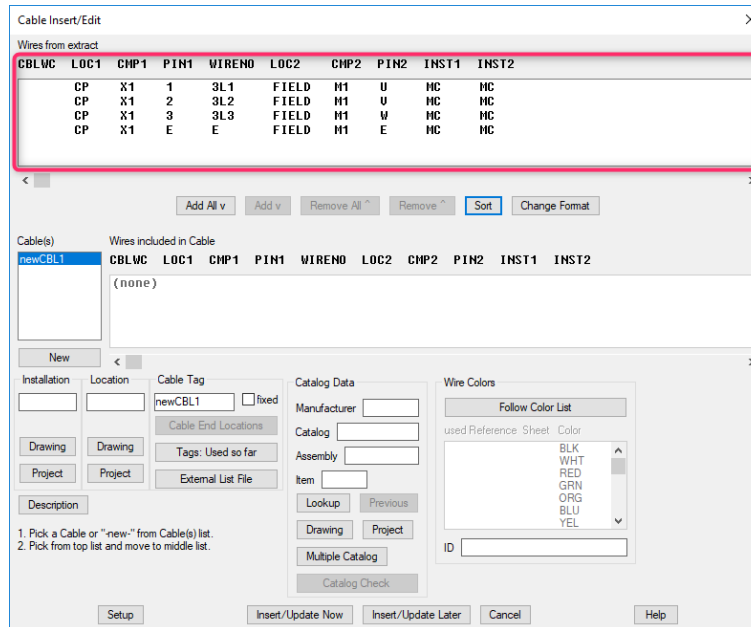 Cable Insert/Edit
Wires from extract
CBLWC LOC1 CMP1 PIN1 WIRENO LOC2 CMP2 PIN2 INST1 INST2
CP X1 1 3L1 FIELD M1 U MC MC
CP X1 2 3L2 FIELD M1 V MC MC
CP X1 3 3L3 FIELD M1 W MC MC
CP X1 E E FIELD M1 E MC MC
Add All v Add v Remove All ^ Remove ^ Sort Change Format
Cable(s) Wires included in Cable
newCBL1 CBLWC LOC1 CMP1 PIN1 WIRENO LOC2 CMP2 PIN2 INST1 INST2
(none)
New
Installation Location Cable Tag Catalog Data Wire Colors
newCBL1 fixed Manufacturer Follow Color List
Cable End Locations Catalog used Reference Sheet Color
Drawing Drawing Tags: Used so far Assembly BLK
WHT
Project Project External List File Item RED
GRN
Description Lookup Previous ORG
BLU
1. Pick a Cable or "-new-" from Cable(s) list. Drawing Project YEL
2. Pick from top list and move to middle list. ID
Multiple Catalog
Catalog Check
Setup Insert/Update Now Insert/Update Later Cancel Help